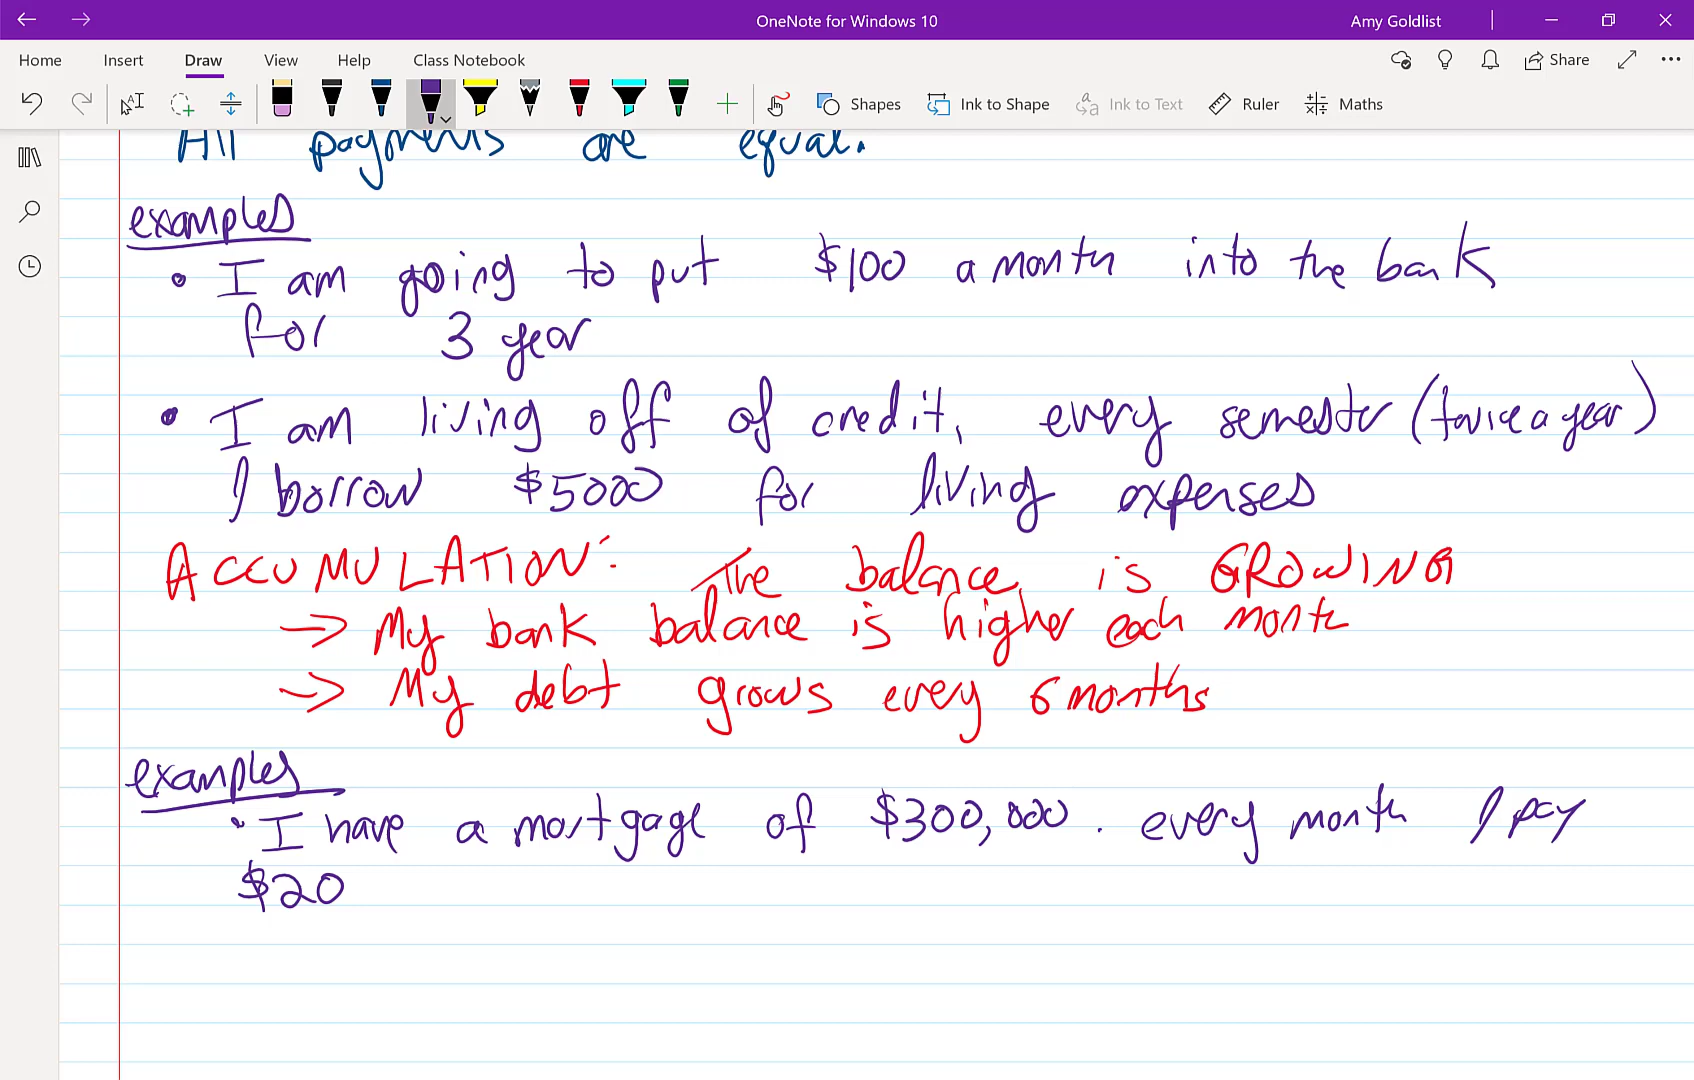 OneNote for Windows 10
Amy Goldlist
Home Insert Draw View Help Class Notebook
Share
Shapes Ink to Shape Ink to Text Ruler Maths
All payments are equal.
examples
• I am going to put $100 a month into the bank
for 3 year
• I am living off of credit, every semester (twice a year)
I borrow $5000 for living expenses
ACCUMULATION: The balance is GROWING
→ My bank balance is higher each month
→ My debt grows every 6 months
examples
• I have a mortgage of $300,000. every month I pay
$20